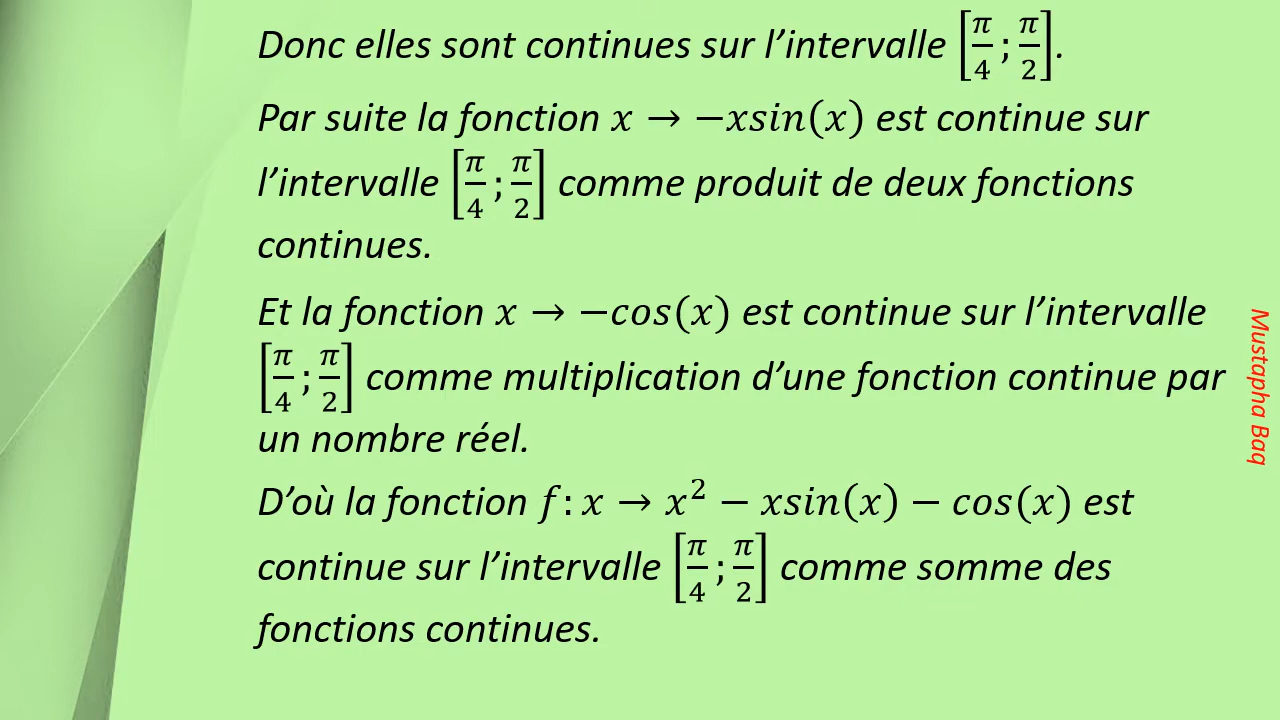 Donc elles sont continues sur l’intervalle [π/4 ; π/2].
Par suite la fonction x → −xsin(x) est continue sur
l’intervalle [π/4 ; π/2] comme produit de deux fonctions
continues.
Et la fonction x → −cos(x) est continue sur l’intervalle
[π/4 ; π/2] comme multiplication d’une fonction continue par
un nombre réel.
D’où la fonction f: x → x² − xsin(x) − cos(x) est
continue sur l’intervalle [π/4 ; π/2] comme somme des
fonctions continues.
Mustapha Baq